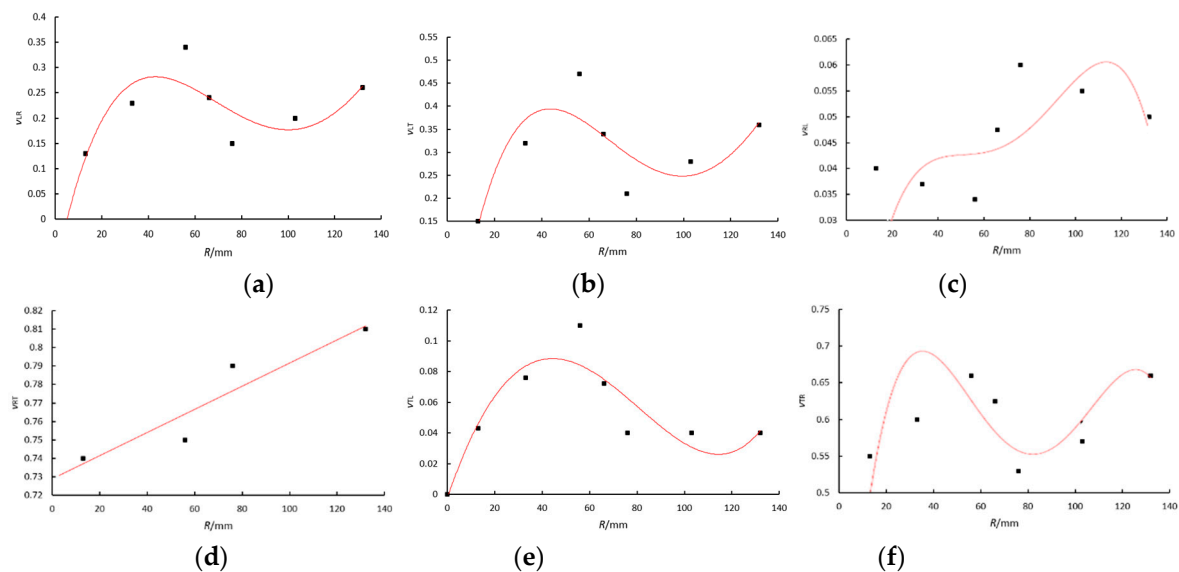 0.4
0.35
0.3
0.25
0.2
0.15
0.1
0.05
0
νLR
0 20 40 60 80 100 120 140
R/mm
(a)
0.55
0.5
0.45
0.4
0.35
0.3
0.25
0.2
0.15
νLT
0 20 40 60 80 100 120 140
R/mm
(b)
0.065
0.06
0.055
0.05
0.045
0.04
0.035
0.03
νRL
0 20 40 60 80 100 120 140
R/mm
(c)
0.82
0.81
0.8
0.79
0.78
0.77
0.76
0.75
0.74
0.73
0.72
νRT
0 20 40 60 80 100 120 140
R/mm
(d)
0.12
0.1
0.08
0.06
0.04
0.02
0
νTL
0 20 40 60 80 100 120 140
R/mm
(e)
0.75
0.7
0.65
0.6
0.55
0.5
νTR
0 20 40 60 80 100 120 140
R/mm
(f)